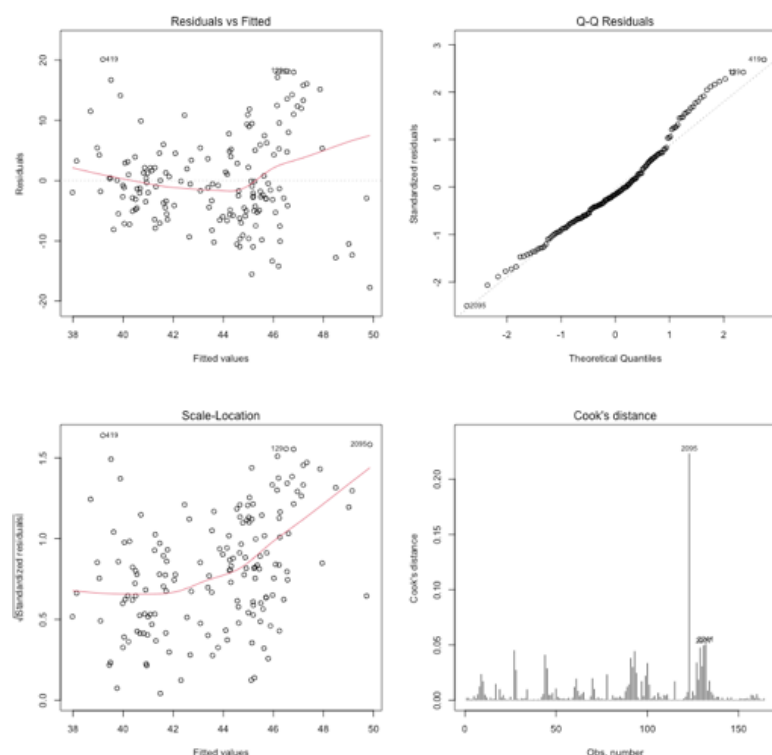 Residuals vs Fitted
Residuals
20
10
0
-10
-20
419
38 40 42 44 46 48 50
Fitted values
Q-Q Residuals
Standardized residuals
3
2
1
0
-1
-2
419
2095
-2 -1 0 1 2
Theoretical Quantiles
Scale-Location
√|Standardized residuals|
1.5
1.0
0.5
0.0
419
129
2095
38 40 42 44 46 48 50
Fitted values
Cook's distance
Cook's distance
0.20
0.15
0.10
0.05
0.00
2095
0 50 100 150
Obs. number